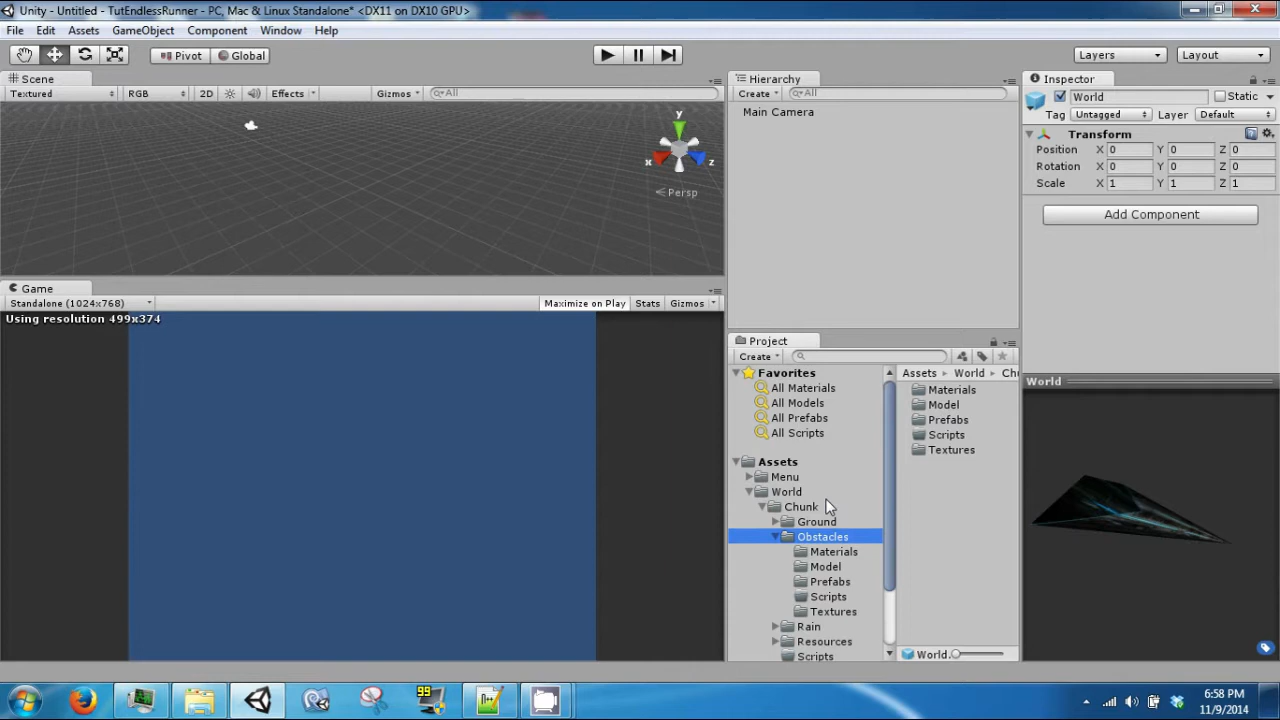 Unity - Untitled - TutEndlessRunner - PC, Mac & Linux Standalone* <DX11 on DX10 GPU>
File Edit Assets GameObject Component Window Help
Pivot Global Layers Layout
Scene
Textured RGB 2D Effects Gizmos All
y
x z
Persp
Game
Standalone (1024x768) Maximize on Play Stats Gizmos
Using resolution 499x374
Hierarchy
Create All
Main Camera
Project
Create
Favorites
All Materials
All Models
All Prefabs
All Scripts
Assets
Menu
World
Chunk
Ground
Obstacles
Materials
Model
Prefabs
Scripts
Textures
Rain
Resources
Scripts
Assets World Chu
Materials
Model
Prefabs
Scripts
Textures
World.
Inspector
World Static
Tag Untagged Layer Default
Transform
Position X 0 Y 0 Z 0
Rotation X 0 Y 0 Z 0
Scale X 1 Y 1 Z 1
Add Component
World
99
6:58 PM
11/9/2014